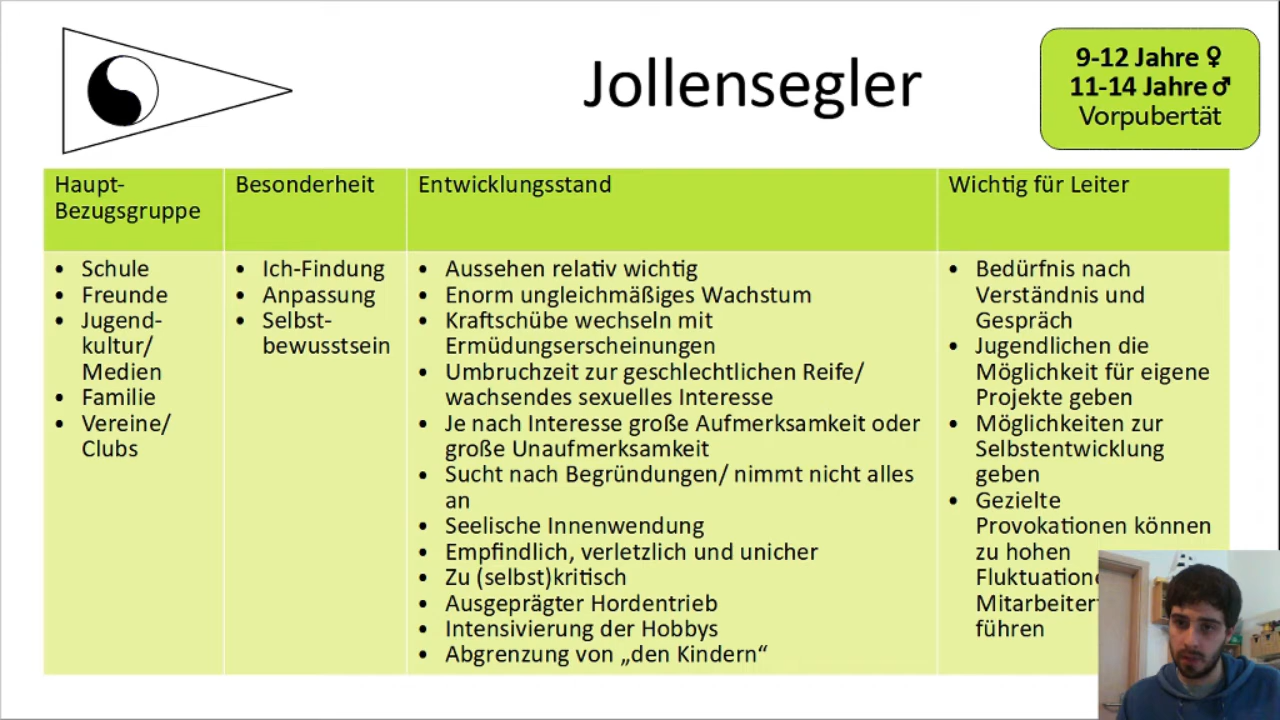 Jollensegler
9-12 Jahre ♀
11-14 Jahre ♂
Vorpubertät
Haupt-
Bezugsgruppe
Besonderheit
Entwicklungsstand
Wichtig für Leiter
• Schule
• Freunde
• Jugend-
kultur/
Medien
• Familie
• Vereine/
Clubs
• Ich-Findung
• Anpassung
• Selbst-
bewusstsein
• Aussehen relativ wichtig
• Enorm ungleichmäßiges Wachstum
• Kraftschübe wechseln mit
Ermüdungserscheinungen
• Umbruchzeit zur geschlechtlichen Reife/
wachsendes sexuelles Interesse
• Je nach Interesse große Aufmerksamkeit oder
große Unaufmerksamkeit
• Sucht nach Begründungen/ nimmt nicht alles
an
• Seelische Innenwendung
• Empfindlich, verletzlich und unicher
• Zu (selbst)kritisch
• Ausgeprägter Hordentrieb
• Intensivierung der Hobbys
• Abgrenzung von „den Kindern“
• Bedürfnis nach
Verständnis und
Gespräch
• Jugendlichen die
Möglichkeit für eigene
Projekte geben
• Möglichkeiten zur
Selbstentwicklung
geben
• Gezielte
Provokationen können
zu hohen
führen